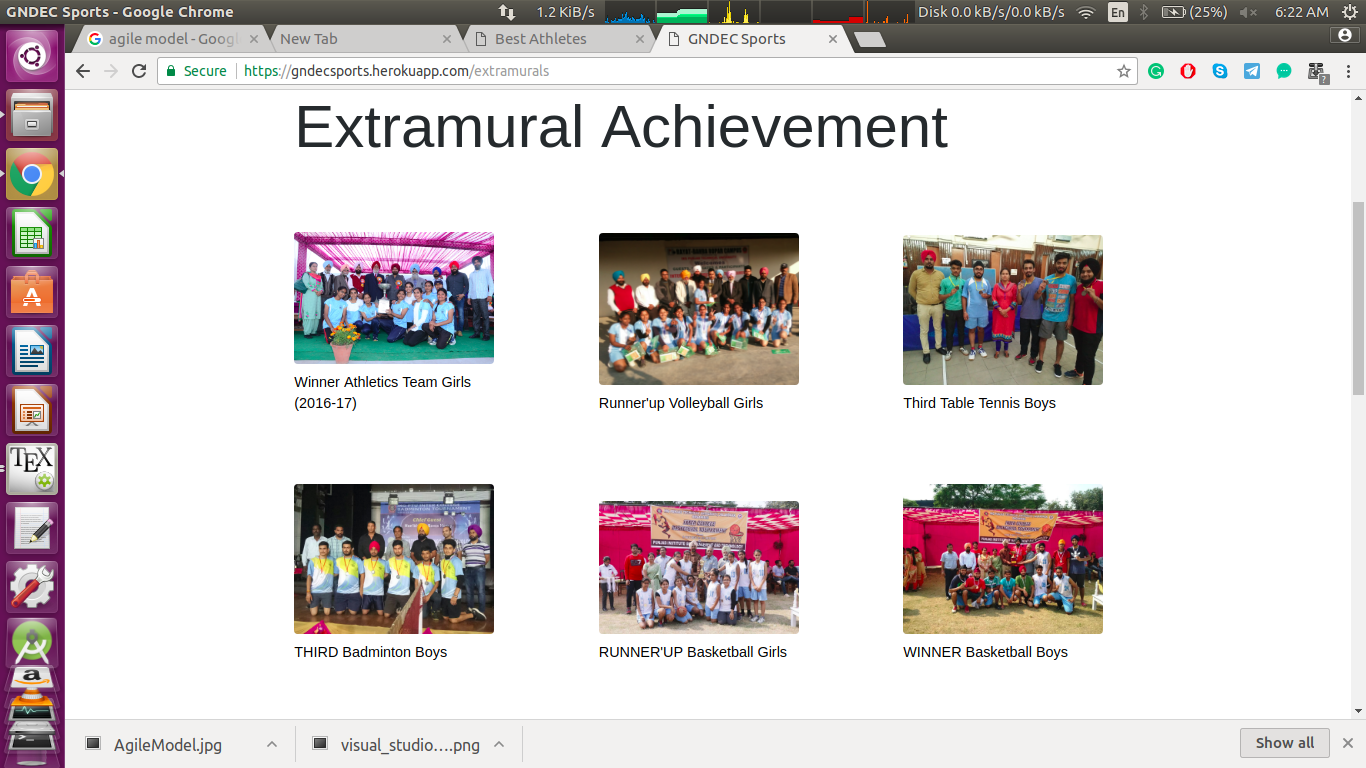 GNDEC Sports - Google Chrome
1.2 KiB/s
Disk 0.0 kB/s/0.0 kB/s
En
(25%)
6:22 AM
agile model - Goog
New Tab
Best Athletes
GNDEC Sports
Secure
https://gndecsports.herokuapp.com/extramurals
Extramural Achievement
Winner Athletics Team Girls
(2016-17)
Runner'up Volleyball Girls
Third Table Tennis Boys
THIRD Badminton Boys
RUNNER'UP Basketball Girls
WINNER Basketball Boys
TEX
AgileModel.jpg
visual_studio....png
Show all